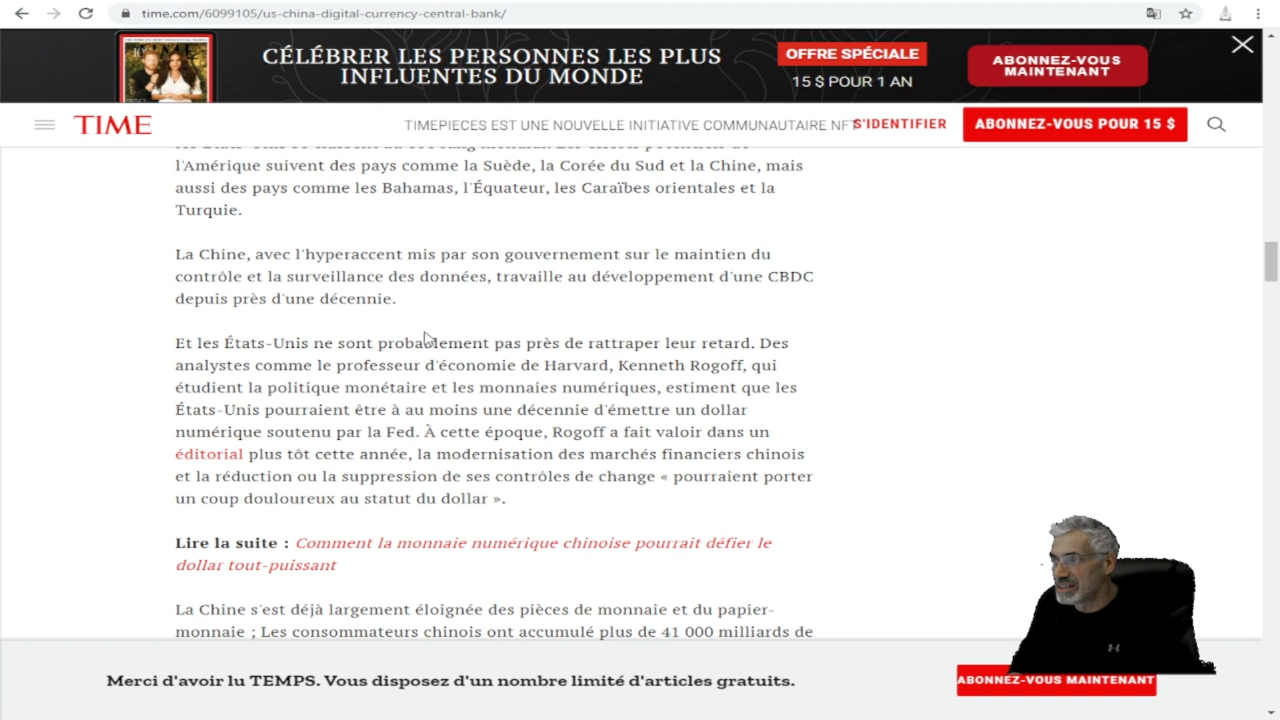 time.com/6099105/us-china-digital-currency-central-bank/
CÉLÉBRER LES PERSONNES LES PLUS
INFLUENTES DU MONDE
OFFRE SPÉCIALE
15 $ POUR 1 AN
ABONNEZ-VOUS
MAINTENANT
TIME
TIMEPIECES EST UNE NOUVELLE INITIATIVE COMMUNAUTAIRE NFT
S'IDENTIFIER
ABONNEZ-VOUS POUR 15 $
l'Amérique suivent des pays comme la Suède, la Corée du Sud et la Chine, mais
aussi des pays comme les Bahamas, l'Équateur, les Caraïbes orientales et la
Turquie.
La Chine, avec l'hyperaccent mis par son gouvernement sur le maintien du
contrôle et la surveillance des données, travaille au développement d'une CBDC
depuis près d'une décennie.
Et les États-Unis ne sont probablement pas près de rattraper leur retard. Des
analystes comme le professeur d'économie de Harvard, Kenneth Rogoff, qui
étudient la politique monétaire et les monnaies numériques, estiment que les
États-Unis pourraient être à au moins une décennie d'émettre un dollar
numérique soutenu par la Fed. À cette époque, Rogoff a fait valoir dans un
éditorial plus tôt cette année, la modernisation des marchés financiers chinois
et la réduction ou la suppression de ses contrôles de change « pourraient porter
un coup douloureux au statut du dollar ».
Lire la suite : Comment la monnaie numérique chinoise pourrait défier le
dollar tout-puissant
La Chine s'est déjà largement éloignée des pièces de monnaie et du papier-
monnaie ; Les consommateurs chinois ont accumulé plus de 41 000 milliards de
Merci d'avoir lu TEMPS. Vous disposez d'un nombre limité d'articles gratuits.
ABONNEZ-VOUS MAINTENANT